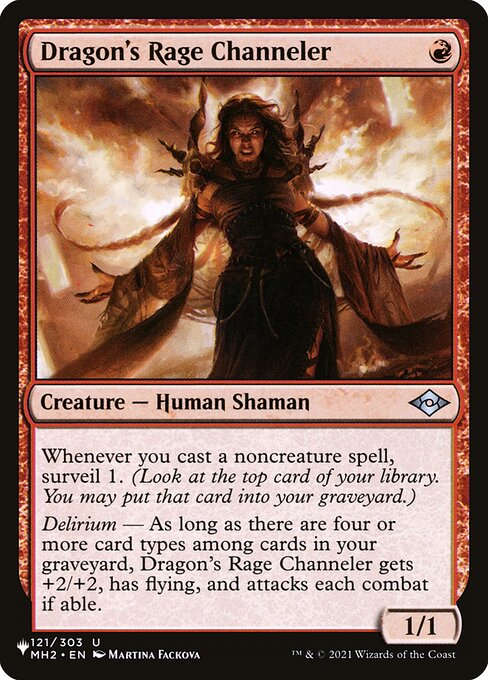 Dragon's Rage Channeler
Creature — Human Shaman
Whenever you cast a noncreature spell,
surveil 1. (Look at the top card of your library.
You may put that card into your graveyard.)
Delirium — As long as there are four or
more card types among cards in your
graveyard, Dragon's Rage Channeler gets
+2/+2, has flying, and attacks each combat
if able.
1/1
121/303 U
MH2 • EN Martina Fackova
™ & © 2021 Wizards of the Coast